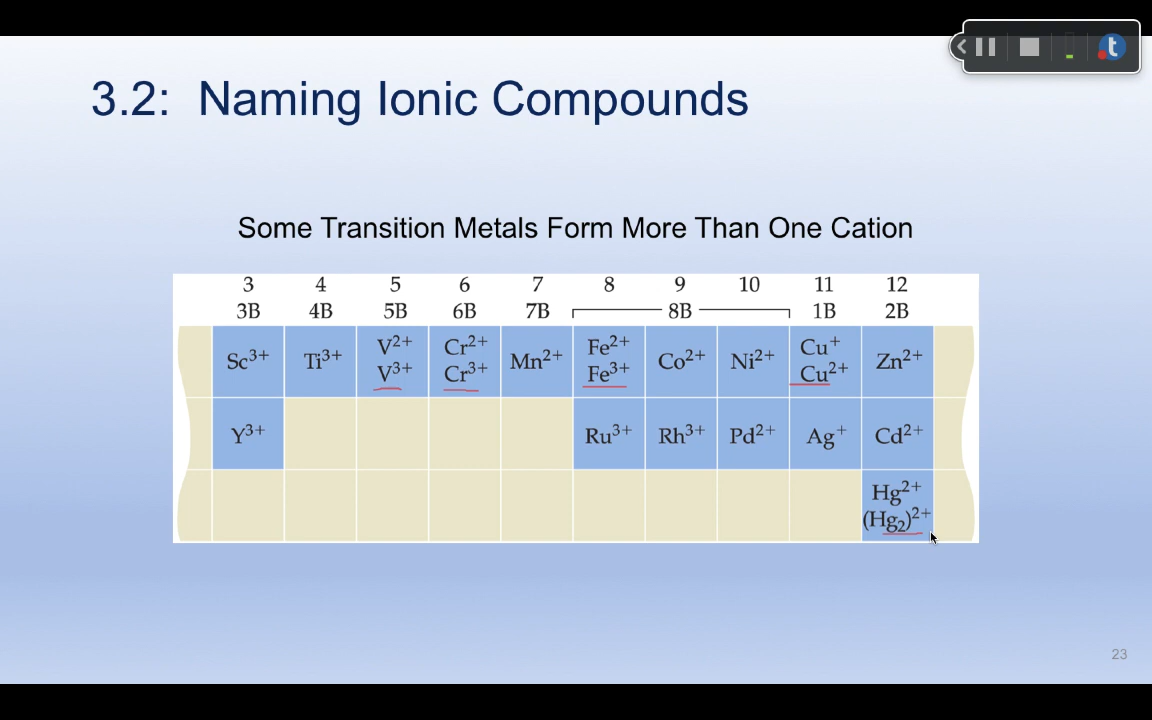 t
3.2: Naming Ionic Compounds
Some Transition Metals Form More Than One Cation
3 4 5 6 7 8 9 10 11 12
3B 4B 5B 6B 7B 8B 1B 2B
Sc³⁺ Ti³⁺ V²⁺ V³⁺ Cr²⁺ Cr³⁺ Mn²⁺ Fe²⁺ Fe³⁺ Co²⁺ Ni²⁺ Cu⁺ Cu²⁺ Zn²⁺
Y³⁺ Ru³⁺ Rh³⁺ Pd²⁺ Ag⁺ Cd²⁺
Hg²⁺
(Hg₂)²⁺
23